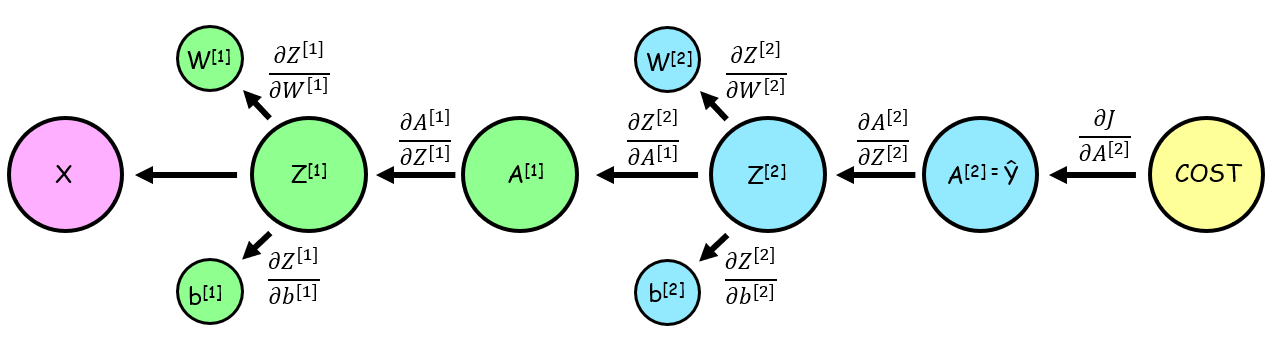 W[1]
∂Z[1]
∂W[1]
W[2]
∂Z[2]
∂W[2]
∂A[1]
∂Z[1]
∂Z[2]
∂A[1]
∂A[2]
∂Z[2]
∂J
∂A[2]
X
Z[1]
A[1]
Z[2]
A[2] = Ŷ
COST
b[1]
∂Z[1]
∂b[1]
b[2]
∂Z[2]
∂b[2]